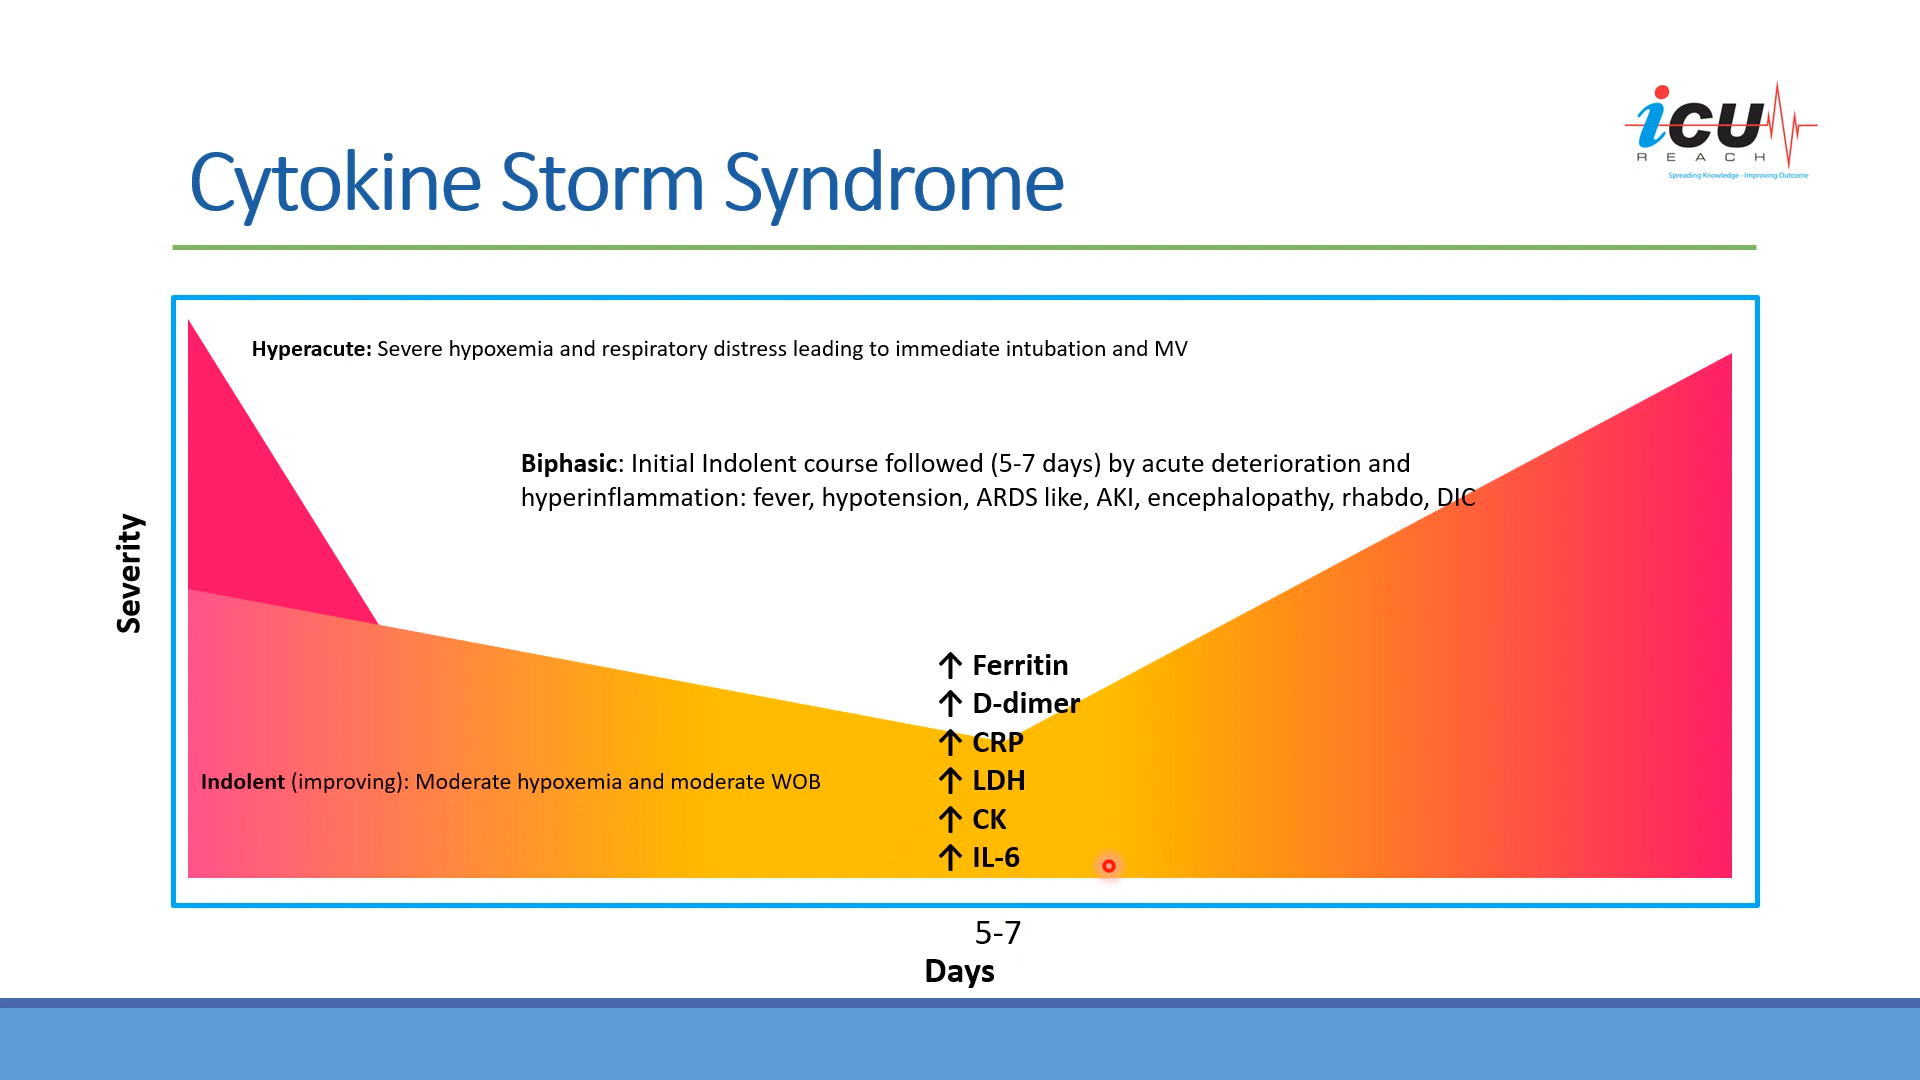 icu
REACH
Spreading Knowledge - Improving Outcome
Cytokine Storm Syndrome
Hyperacute: Severe hypoxemia and respiratory distress leading to immediate intubation and MV
Biphasic: Initial Indolent course followed (5-7 days) by acute deterioration and
hyperinflammation: fever, hypotension, ARDS like, AKI, encephalopathy, rhabdo, DIC
Severity
↑ Ferritin
↑ D-dimer
↑ CRP
↑ LDH
↑ CK
↑ IL-6
Indolent (improving): Moderate hypoxemia and moderate WOB
5-7
Days